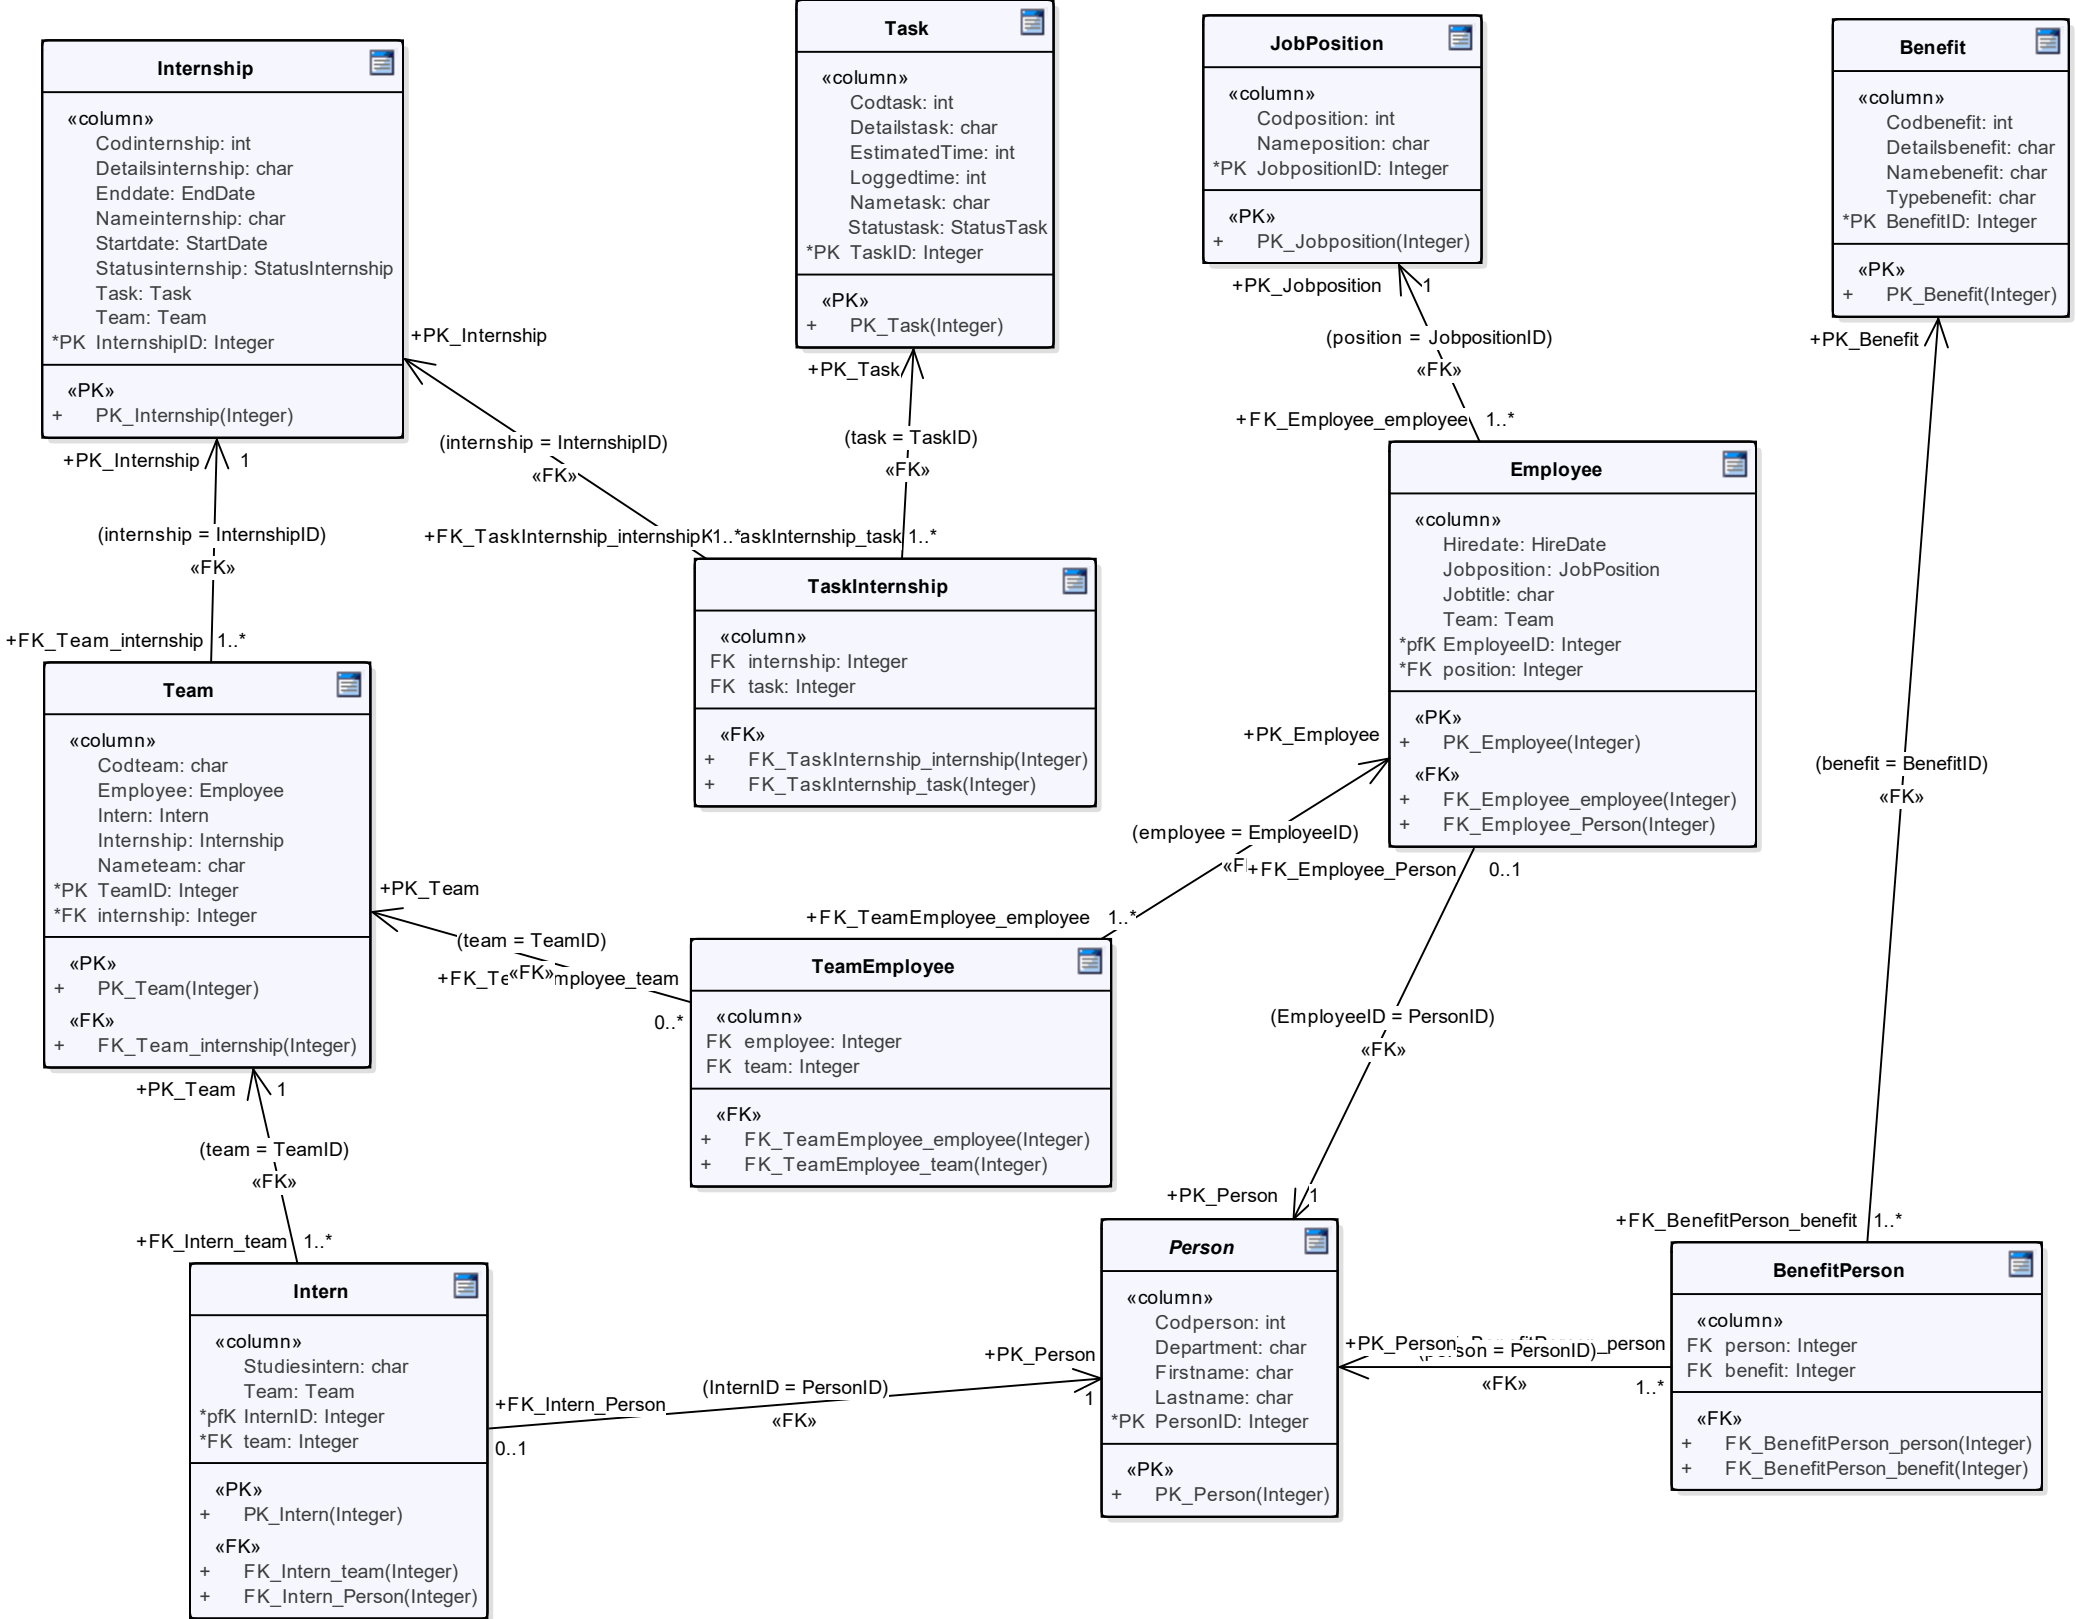 Internship
«column»
Codinternship: int
Detailsinternship: char
Enddate: EndDate
Nameinternship: char
Startdate: StartDate
Statusinternship: StatusInternship
Task: Task
Team: Team
*PK InternshipID: Integer
«PK»
+ PK_Internship(Integer)
Task
«column»
Codtask: int
Detailstask: char
EstimatedTime: int
Loggedtime: int
Nametask: char
Statustask: StatusTask
*PK TaskID: Integer
«PK»
+ PK_Task(Integer)
JobPosition
«column»
Codposition: int
Nameposition: char
*PK JobpositionID: Integer
«PK»
+ PK_Jobposition(Integer)
Benefit
«column»
Codbenefit: int
Detailsbenefit: char
Namebenefit: char
Typebenefit: char
*PK BenefitID: Integer
«PK»
+ PK_Benefit(Integer)
+PK_Internship
+PK_Task
+PK_Jobposition 1
+PK_Benefit
(position = JobpositionID)
«FK»
+FK_Employee_employee 1..*
(internship = InternshipID)
«FK»
(task = TaskID)
«FK»
+PK_Internship 1
(internship = InternshipID)
«FK»
+FK_Team_internship 1..*
+FK_TaskInternship_internship 1..* askInternship_task 1..*
TaskInternship
«column»
FK internship: Integer
FK task: Integer
«FK»
+ FK_TaskInternship_internship(Integer)
+ FK_TaskInternship_task(Integer)
Employee
«column»
Hiredate: HireDate
Jobposition: JobPosition
Jobtitle: char
Team: Team
*pfK EmployeeID: Integer
*FK position: Integer
«PK»
+ PK_Employee(Integer)
«FK»
+ FK_Employee_employee(Integer)
+ FK_Employee_Person(Integer)
Team
«column»
Codteam: char
Employee: Employee
Intern: Intern
Internship: Internship
Nameteam: char
*PK TeamID: Integer
*FK internship: Integer
«PK»
+ PK_Team(Integer)
«FK»
+ FK_Team_internship(Integer)
+PK_Employee
(employee = EmployeeID)
+FK_Employee_Person 0..1
+FK_TeamEmployee_employee 1..*
(benefit = BenefitID)
«FK»
+PK_Team
(team = TeamID)
«FK»
mployee_team
0..*
TeamEmployee
«column»
FK employee: Integer
FK team: Integer
«FK»
+ FK_TeamEmployee_employee(Integer)
+ FK_TeamEmployee_team(Integer)
(EmployeeID = PersonID)
«FK»
+PK_Person 1
+PK_Team 1
(team = TeamID)
«FK»
+FK_Intern_team 1..*
Intern
«column»
Studiesintern: char
Team: Team
*pfK InternID: Integer
*FK team: Integer
«PK»
+ PK_Intern(Integer)
«FK»
+ FK_Intern_team(Integer)
+ FK_Intern_Person(Integer)
+PK_Person
1
(InternID = PersonID)
«FK»
+FK_Intern_Person
0..1
Person
«column»
Codperson: int
Department: char
Firstname: char
Lastname: char
*PK PersonID: Integer
«PK»
+ PK_Person(Integer)
+FK_BenefitPerson_benefit 1..*
+PK_Person _person
= PersonID)
«FK»
1..*
BenefitPerson
«column»
FK person: Integer
FK benefit: Integer
«FK»
+ FK_BenefitPerson_person(Integer)
+ FK_BenefitPerson_benefit(Integer)